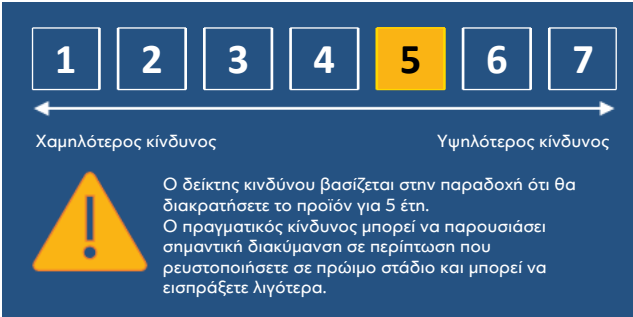 1 2 3 4 5 6 7
Χαμηλότερος κίνδυνος Υψηλότερος κίνδυνος
Ο δείκτης κινδύνου βασίζεται στην παραδοχή ότι θα
διακρατήσετε το προϊόν για 5 έτη.
Ο πραγματικός κίνδυνος μπορεί να παρουσιάσει
σημαντική διακύμανση σε περίπτωση που
ρευστοποιήσετε σε πρώιμο στάδιο και μπορεί να
εισπράξετε λιγότερα.